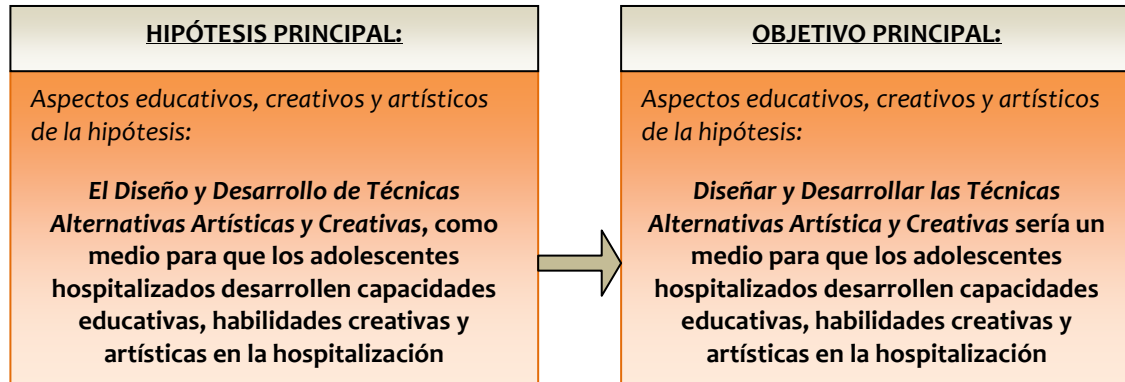 HIPÓTESIS PRINCIPAL:
Aspectos educativos, creativos y artísticos
de la hipótesis:
El Diseño y Desarrollo de Técnicas
Alternativas Artísticas y Creativas, como
medio para que los adolescentes
hospitalizados desarrollen capacidades
educativas, habilidades creativas y
artísticas en la hospitalización
OBJETIVO PRINCIPAL:
Aspectos educativos, creativos y artísticos
de la hipótesis:
Diseñar y Desarrollar las Técnicas
Alternativas Artística y Creativas sería un
medio para que los adolescentes
hospitalizados desarrollen capacidades
educativas, habilidades creativas y
artísticas en la hospitalización